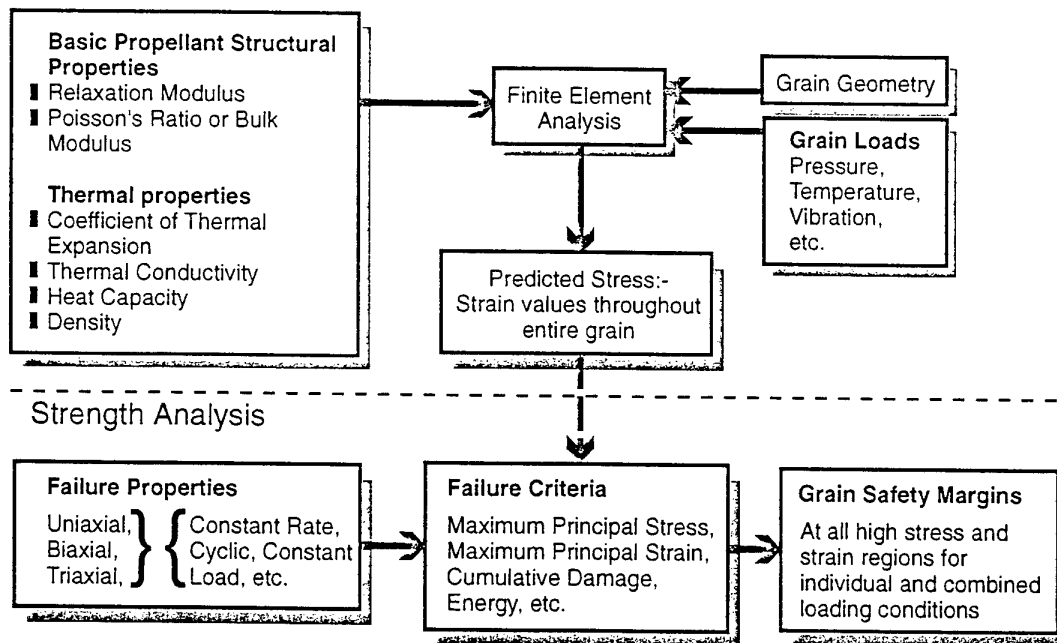 Basic Propellant Structural
Properties
Relaxation Modulus
Poisson's Ratio or Bulk
Modulus
Thermal properties
Coefficient of Thermal
Expansion
Thermal Conductivity
Heat Capacity
Density
Finite Element
Analysis
Grain Geometry
Grain Loads
Pressure,
Temperature,
Vibration,
etc.
Predicted Stress:-
Strain values throughout
entire grain
Strength Analysis
Failure Properties
Uniaxial,
Biaxial,
Triaxial,
Constant Rate,
Cyclic, Constant
Load, etc.
Failure Criteria
Maximum Principal Stress,
Maximum Principal Strain,
Cumulative Damage,
Energy, etc.
Grain Safety Margins
At all high stress and
strain regions for
individual and combined
loading conditions